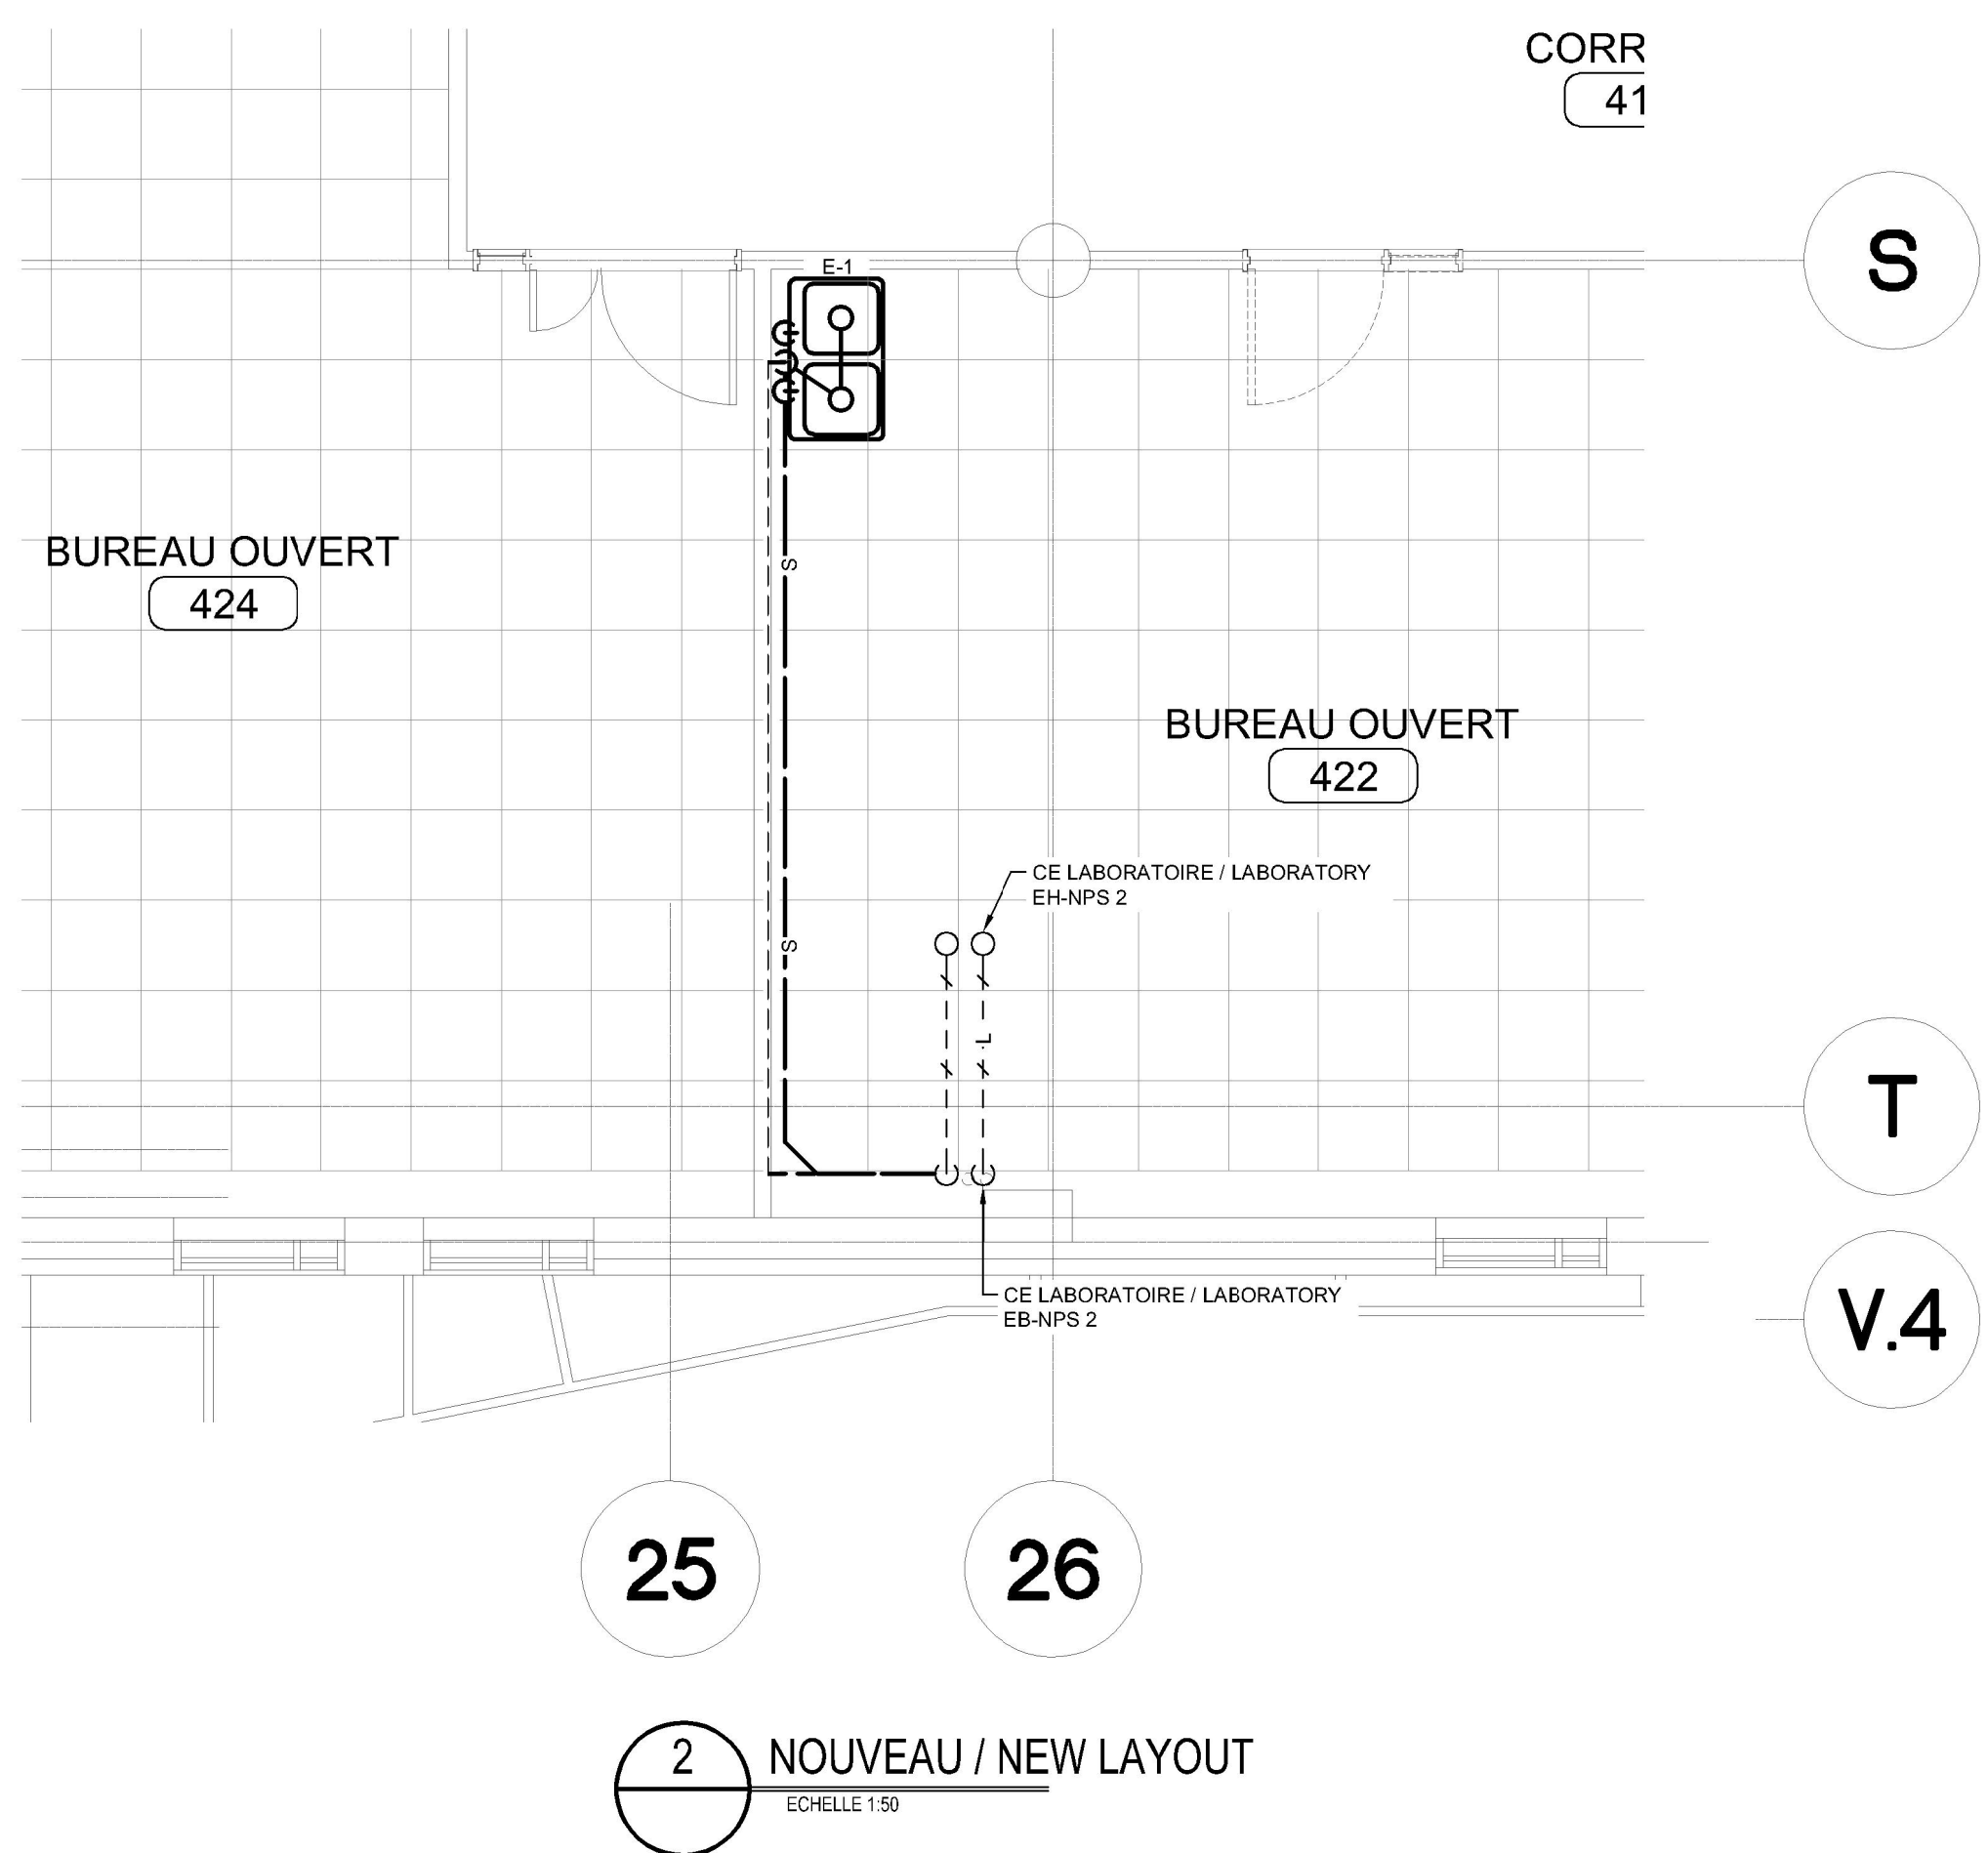 CORR
41
S
E-1
BUREAU OUVERT
424
S
BUREAU OUVERT
422
CE LABORATOIRE / LABORATORY
EH-NPS 2
S
L
T
CE LABORATOIRE / LABORATORY
EB-NPS 2
V.4
25
26
2
NOUVEAU / NEW LAYOUT
ECHELLE 1:50